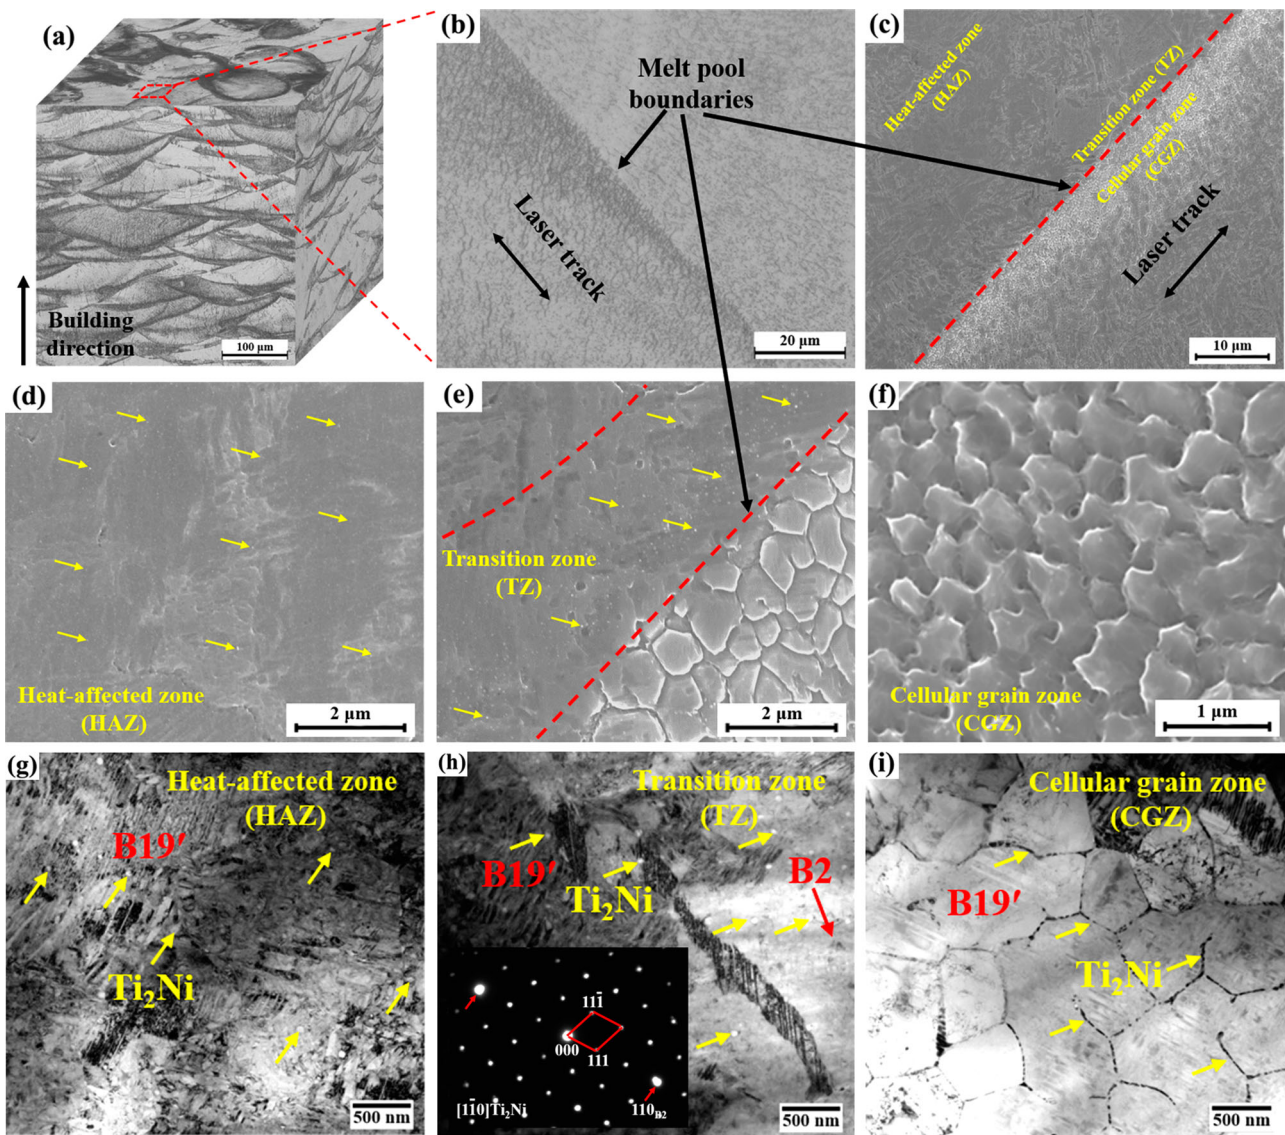 (a)
Building
direction
100 μm
(b)
Melt pool
boundaries
Laser track
20 μm
(c)
Heat-affected zone
(HAZ)
Transition zone (TZ)
Cellular grain zone
(CGZ)
Laser track
10 μm
(d)
Heat-affected zone
(HAZ)
2 μm
(e)
Transition zone
(TZ)
2 μm
(f)
Cellular grain zone
(CGZ)
1 μm
(g)
Heat-affected zone
(HAZ)
B19′
Ti₂Ni
500 nm
(h)
Transition zone
(TZ)
B19′
Ti₂Ni
B2
111̄
000
111
[11̄0]Ti₂Ni
110B2
500 nm
(i)
Cellular grain zone
(CGZ)
B19′
Ti₂Ni
500 nm